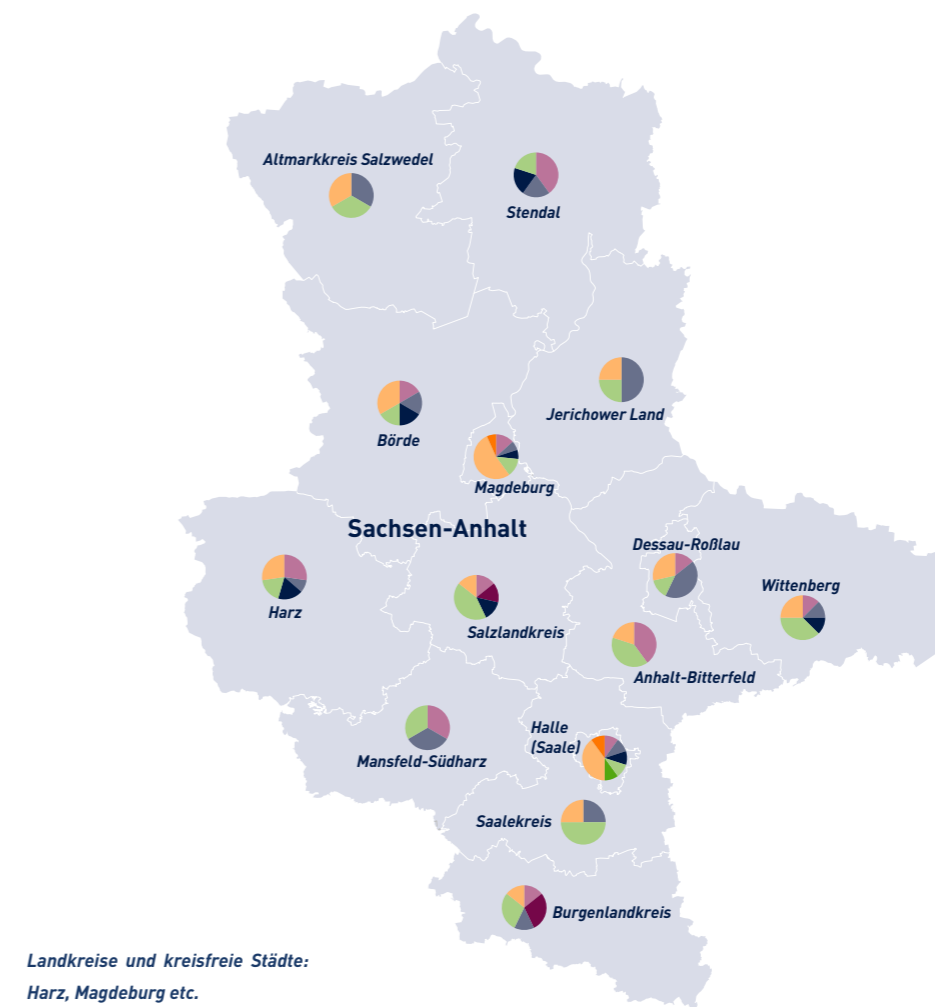 Altmarkkreis Salzwedel
Stendal
Jerichower Land
Börde
Magdeburg
Sachsen-Anhalt
Dessau-Roßlau
Wittenberg
Harz
Salzlandkreis
Anhalt-Bitterfeld
Halle
(Saale)
Mansfeld-Südharz
Saalekreis
Burgenlandkreis
Landkreise und kreisfreie Städte:
Harz, Magdeburg etc.